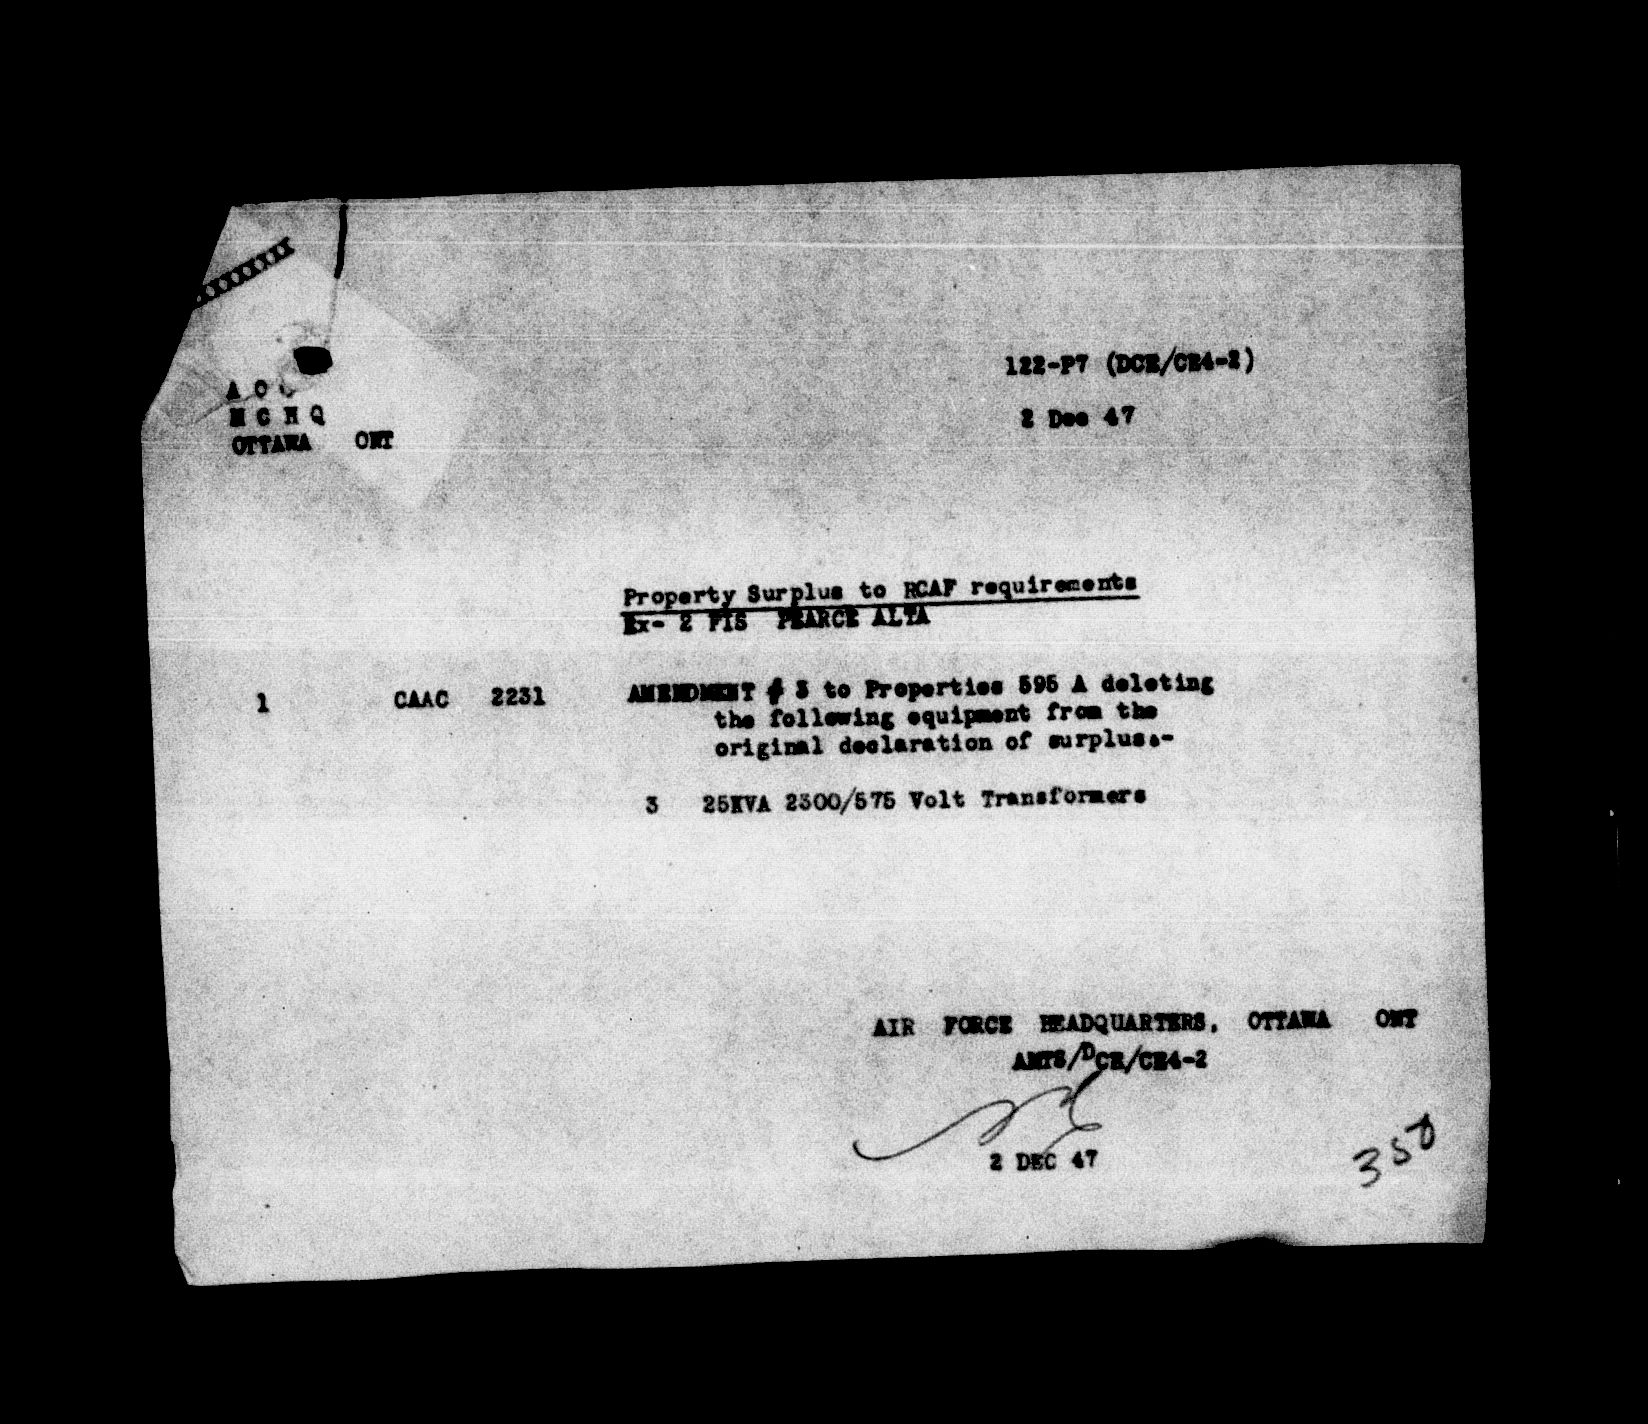 122-P7 (DCE/CE4-2)
A O C
M C H Q
2 Dec 47
OTTAWA ONT
Property Surplus to RCAF requirements
Ex- 2 FIS PEARCE ALTA
1 CAAC 2231 AMENDMENT # 3 to Properties 595 A deleting
the following equipment from the
original declaration of surplus.-
3 25KVA 2300/575 Volt Transformers
AIR FORCE HEADQUARTERS, OTTAWA ONT
AMTS/DCE/CE4-2
2 DEC 47
350